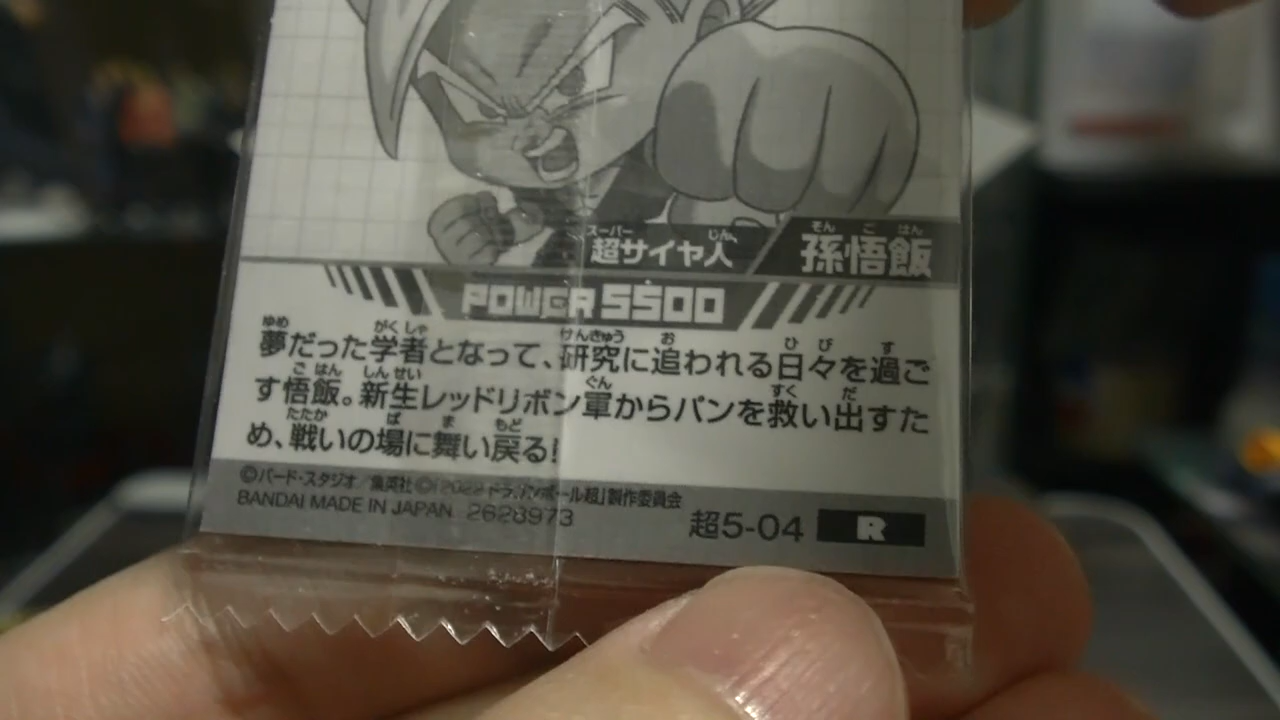 超サイヤ人 孫悟飯
スーパー じん そん ご はん
POWER 5500
ゆめ がくしゃ けんきゅう お ひ び す
夢だった学者となって、研究に追われる日々を過ご
ご はん しんせい ぐん すく だ
す悟飯。新生レッドリボン軍からパンを救い出すた
たたか ば ま もど
め、戦いの場に舞い戻る!
©バード・スタジオ/集英社 ©「2022 ドラゴンボール超」製作委員会
BANDAI MADE IN JAPAN 2628973
超5-04 R